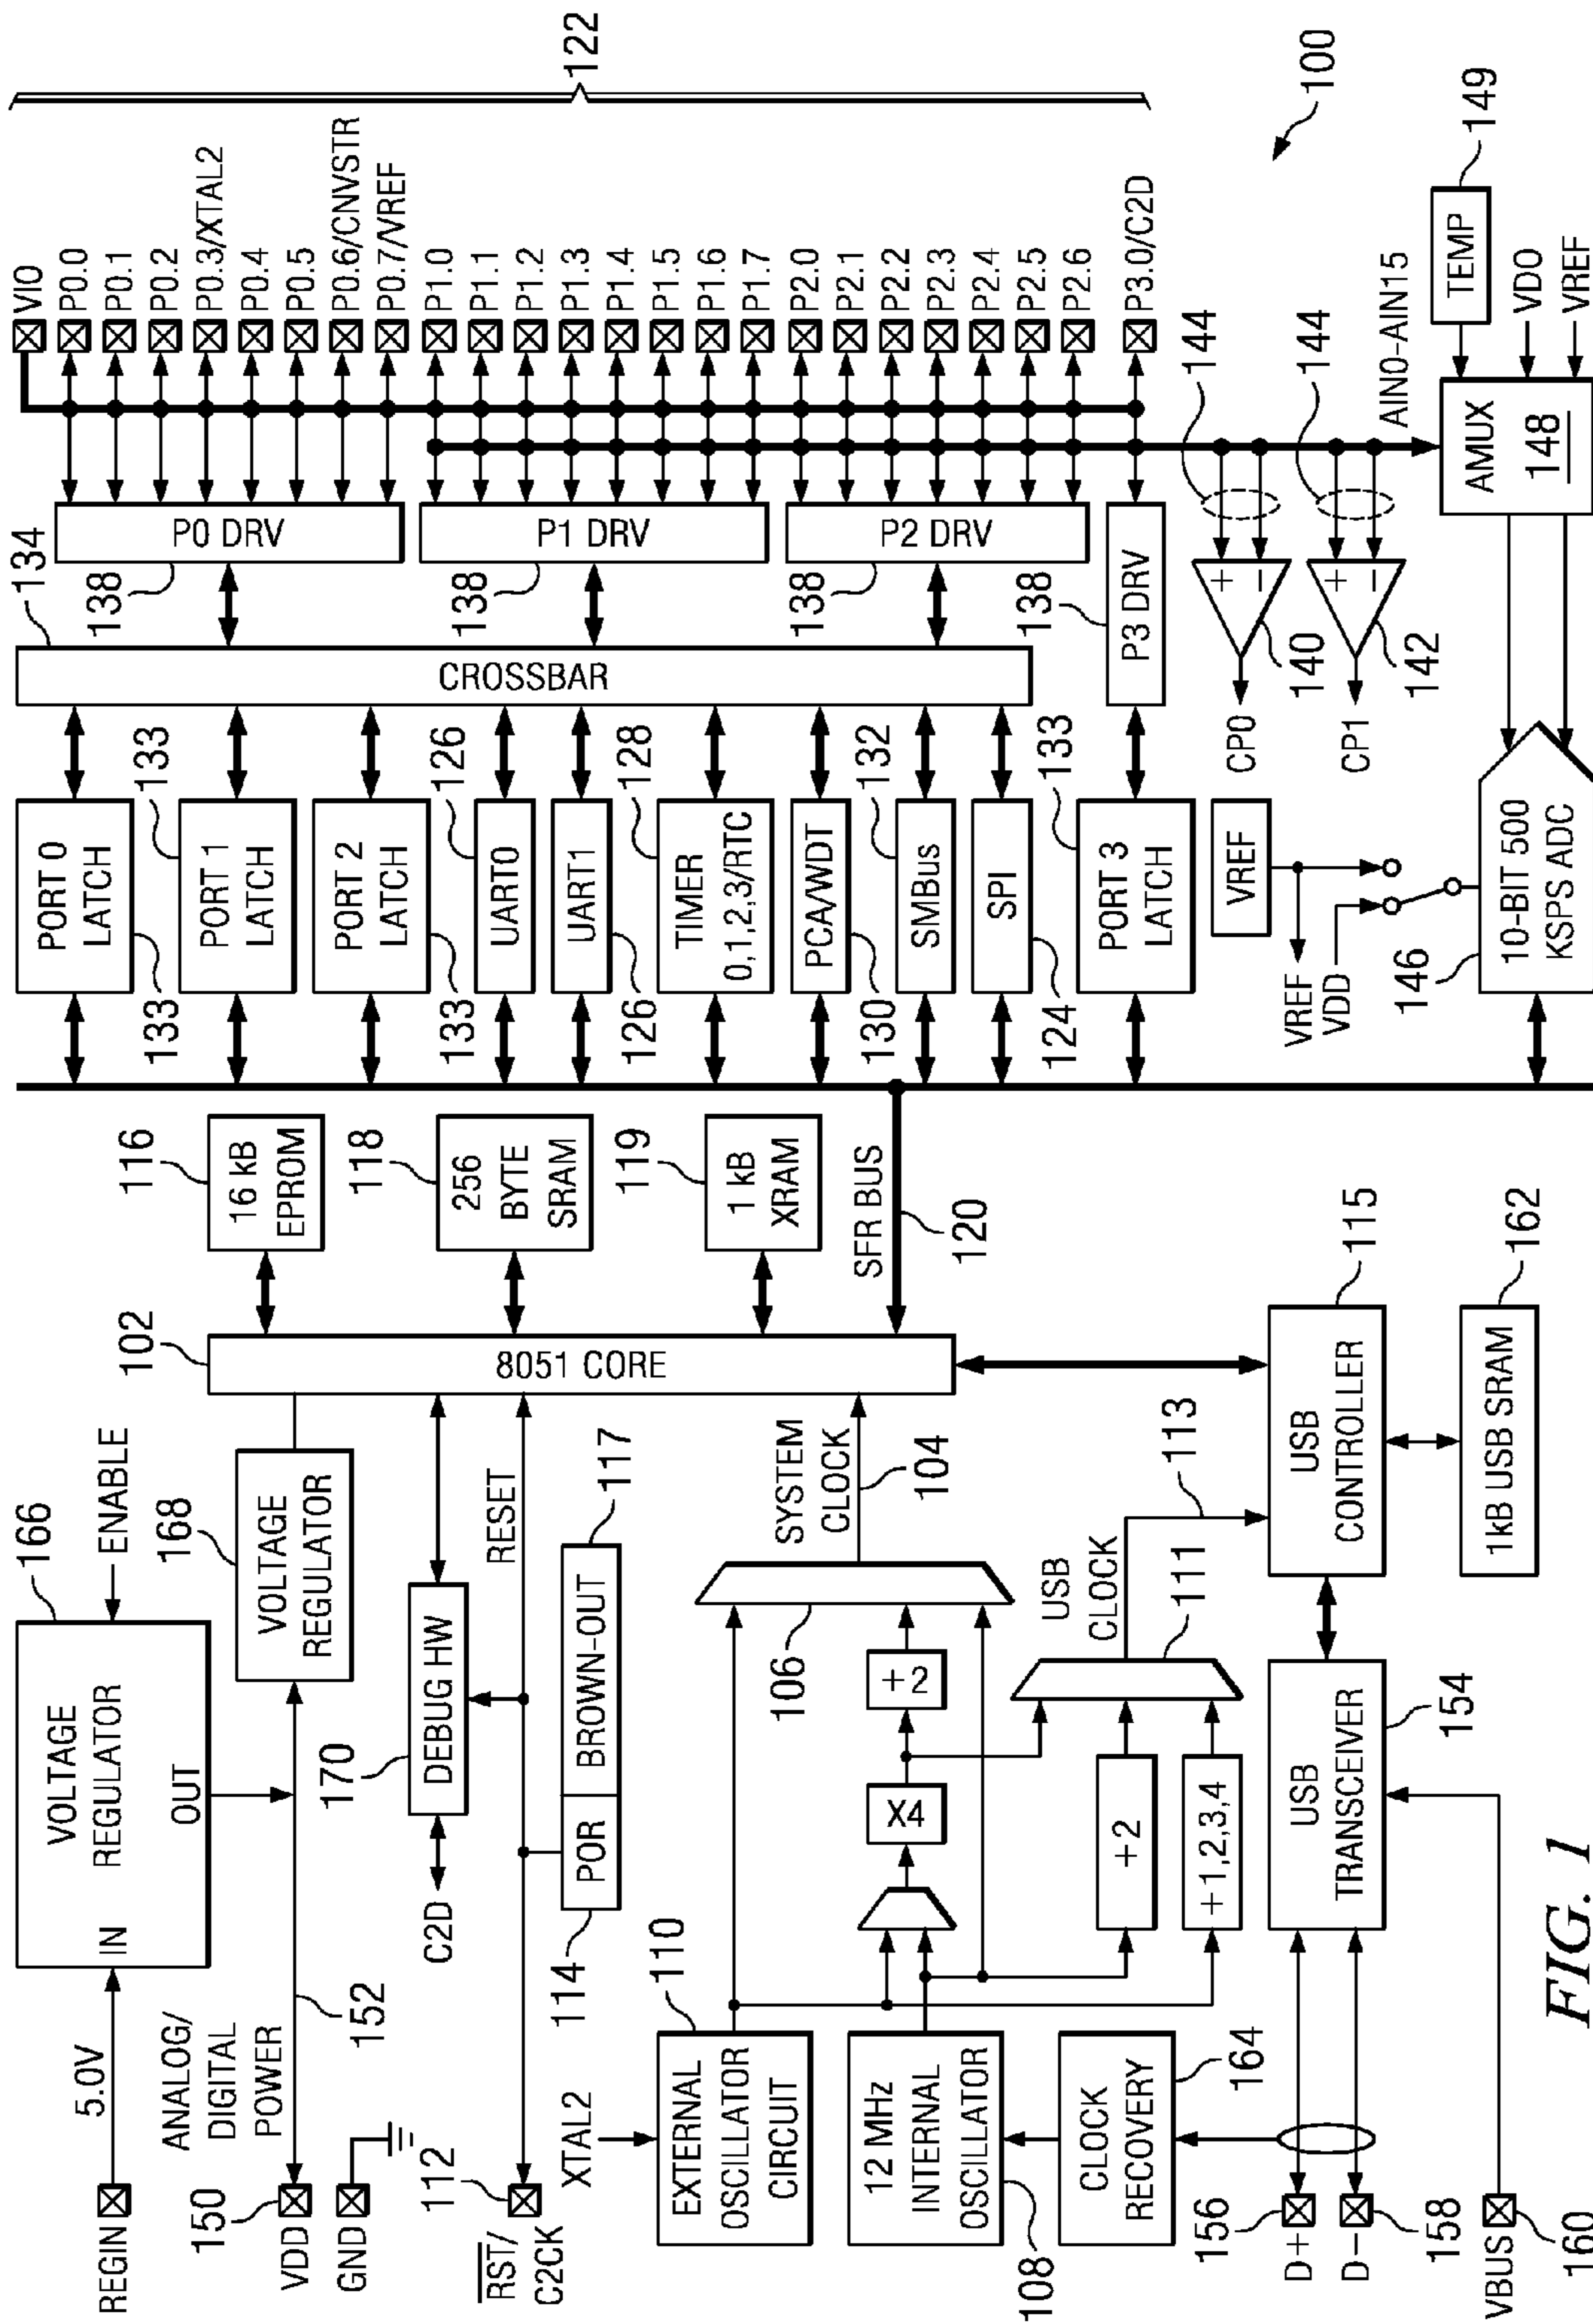 REGIN
5.0V
IN
VOLTAGE
REGULATOR
OUT
166
ENABLE
150
VDD
ANALOG/
DIGITAL
POWER
152
GND
VOLTAGE
REGULATOR
168
112
RST/
C2CK
C2D
170
DEBUG HW
RESET
114
POR
BROWN-OUT
117
102
8051 CORE
116
16 kB
EPROM
118
256
BYTE
SRAM
119
1 kB
XRAM
SFR BUS
120
XTAL2
110
EXTERNAL
OSCILLATOR
CIRCUIT
12 MHz
INTERNAL
OSCILLATOR
108
CLOCK
RECOVERY
164
X4
+2
106
SYSTEM
CLOCK
104
+2
+1,2,3,4
USB
CLOCK
111
113
156
D+
D-
158
VBUS
160
USB
TRANSCEIVER
154
USB
CONTROLLER
115
1kB USB SRAM
162
PORT 0
LATCH
133
PORT 1
LATCH
133
PORT 2
LATCH
133
UART0
126
UART1
126
TIMER
0,1,2,3/RTC
128
PCA/WDT
130
SMBus
132
SPI
124
PORT 3
LATCH
133
CROSSBAR
134
P0 DRV
138
P1 DRV
138
P2 DRV
138
P3 DRV
138
VIO
P0.0
P0.1
P0.2
P0.3/XTAL2
P0.4
P0.5
P0.6/CNVSTR
P0.7/VREF
P1.0
P1.1
P1.2
P1.3
P1.4
P1.5
P1.6
P1.7
P2.0
P2.1
P2.2
P2.3
P2.4
P2.5
P2.6
P3.0/C2D
122
100
CP0
+
-
140
144
CP1
+
-
142
144
VREF
VREF
VDD
146
10-BIT 500
KSPS ADC
AIN0-AIN15
AMUX
148
TEMP
149
VDO
VREF
FIG. 1